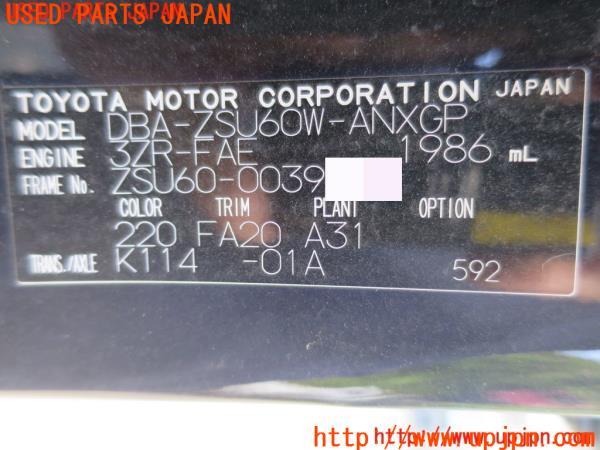 USED PARTS JAPAN
TOYOTA MOTOR CORPORATION JAPAN
MODEL DBA-ZSU60W-ANXGP
ENGINE 3ZR-FAE 1986 mL
FRAME No. ZSU60-0039
COLOR TRIM PLANT OPTION
220 FA20 A31
TRANS./AXLE K114 -01A 592
http://www.upjpn.com